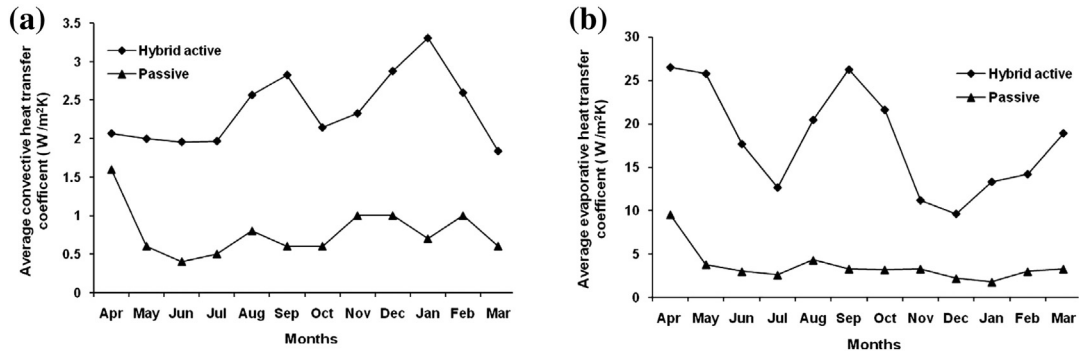 (a)
Average convective heat transfer
coefficent ( W /m²K)
3.5
3
2.5
2
1.5
1
0.5
0
Hybrid active
Passive
Apr May Jun Jul Aug Sep Oct Nov Dec Jan Feb Mar
Months
(b)
Average evaporative heat transfer
coefficent ( W /m²K)
30
25
20
15
10
5
0
Hybrid active
Passive
Apr May Jun Jul Aug Sep Oct Nov Dec Jan Feb Mar
Months